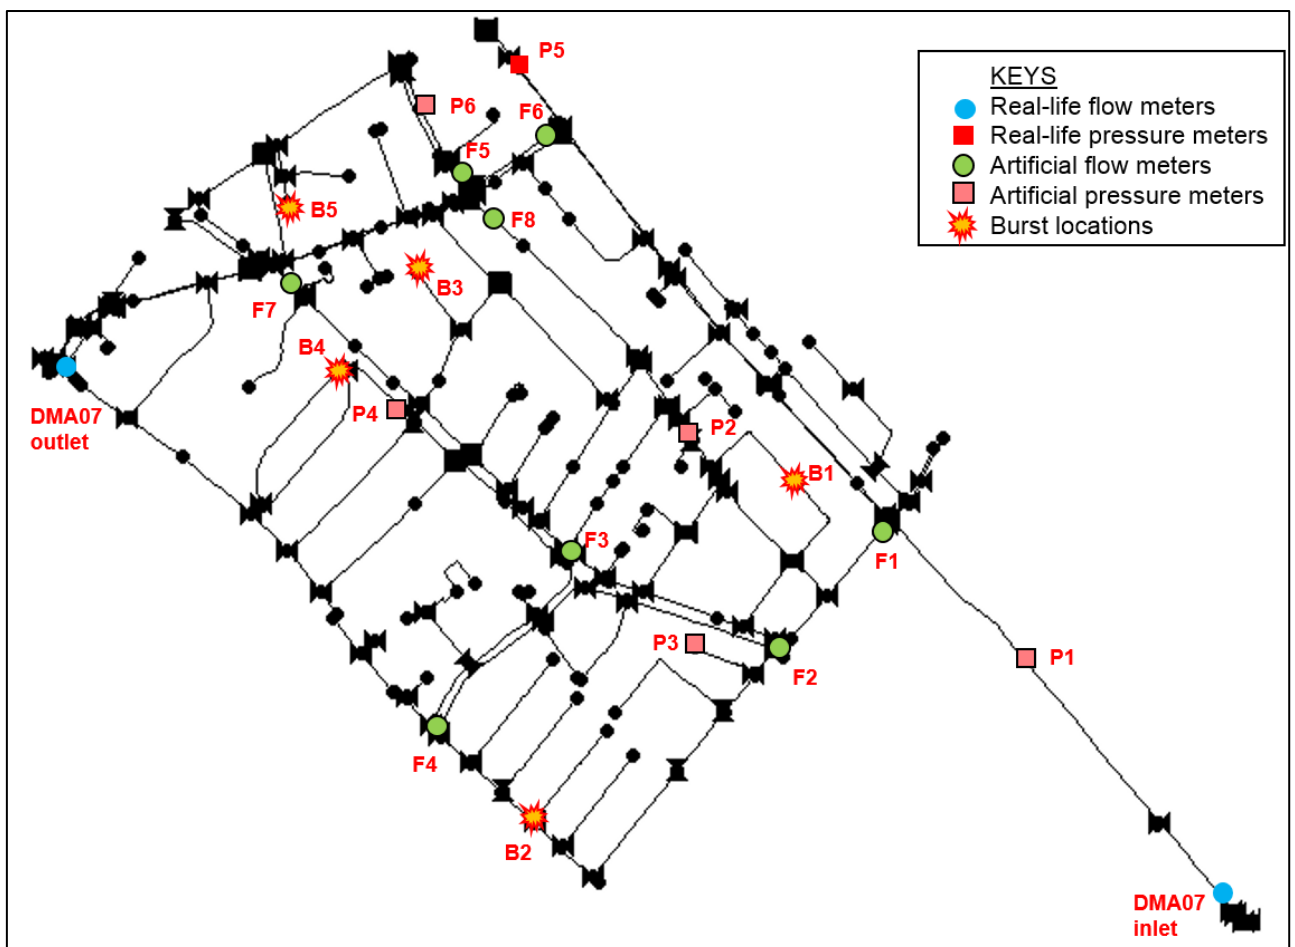 P5
KEYS
Real-life flow meters
Real-life pressure meters
Artificial flow meters
Artificial pressure meters
Burst locations
P6
F6
F5
B5
F8
B3
F7
B4
DMA07
outlet
P4
P2
B1
F3
F1
P3
F2
P1
F4
B2
DMA07
inlet